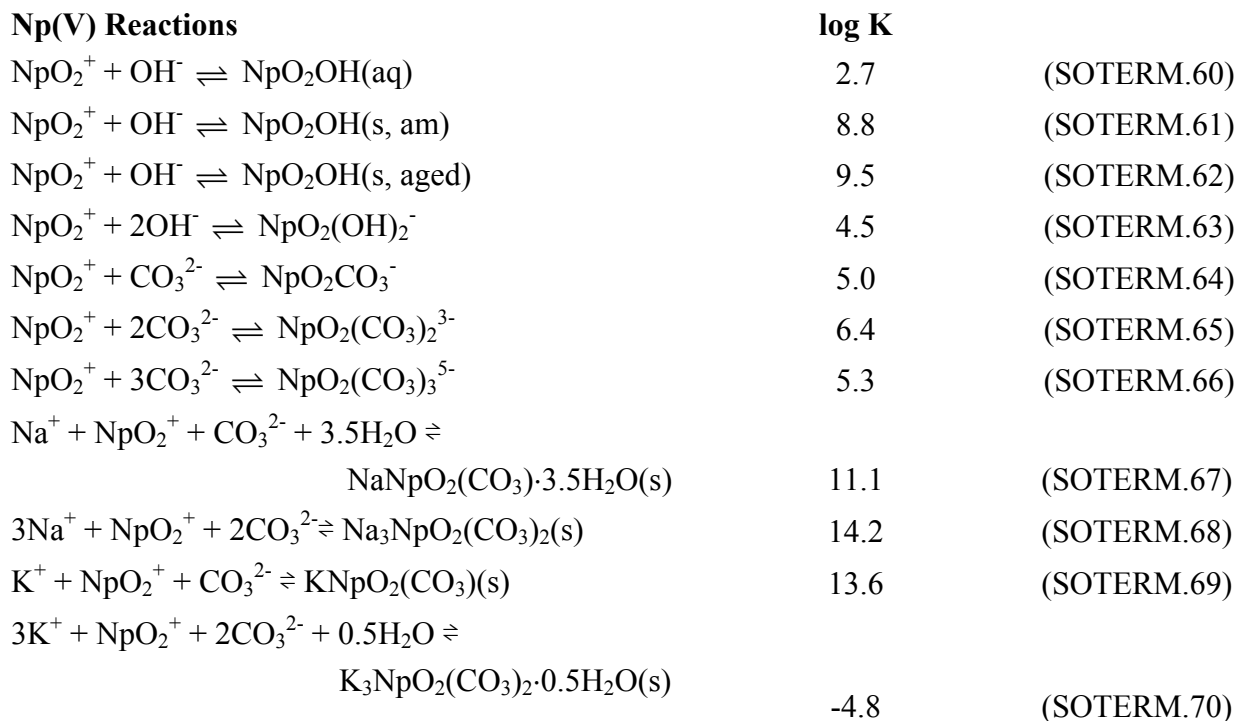 Np(V) Reactions log K
NpO₂⁺ + OH⁻ ⇌ NpO₂OH(aq) 2.7 (SOTERM.60)
NpO₂⁺ + OH⁻ ⇌ NpO₂OH(s, am) 8.8 (SOTERM.61)
NpO₂⁺ + OH⁻ ⇌ NpO₂OH(s, aged) 9.5 (SOTERM.62)
NpO₂⁺ + 2OH⁻ ⇌ NpO₂(OH)₂⁻ 4.5 (SOTERM.63)
NpO₂⁺ + CO₃²⁻ ⇌ NpO₂CO₃⁻ 5.0 (SOTERM.64)
NpO₂⁺ + 2CO₃²⁻ ⇌ NpO₂(CO₃)₂³⁻ 6.4 (SOTERM.65)
NpO₂⁺ + 3CO₃²⁻ ⇌ NpO₂(CO₃)₃⁵⁻ 5.3 (SOTERM.66)
Na⁺ + NpO₂⁺ + CO₃²⁻ + 3.5H₂O ⇌
NaNpO₂(CO₃)·3.5H₂O(s) 11.1 (SOTERM.67)
3Na⁺ + NpO₂⁺ + 2CO₃²⁻ ⇌ Na₃NpO₂(CO₃)₂(s) 14.2 (SOTERM.68)
K⁺ + NpO₂⁺ + CO₃²⁻ ⇌ KNpO₂(CO₃)(s) 13.6 (SOTERM.69)
3K⁺ + NpO₂⁺ + 2CO₃²⁻ + 0.5H₂O ⇌
K₃NpO₂(CO₃)₂·0.5H₂O(s)
-4.8 (SOTERM.70)